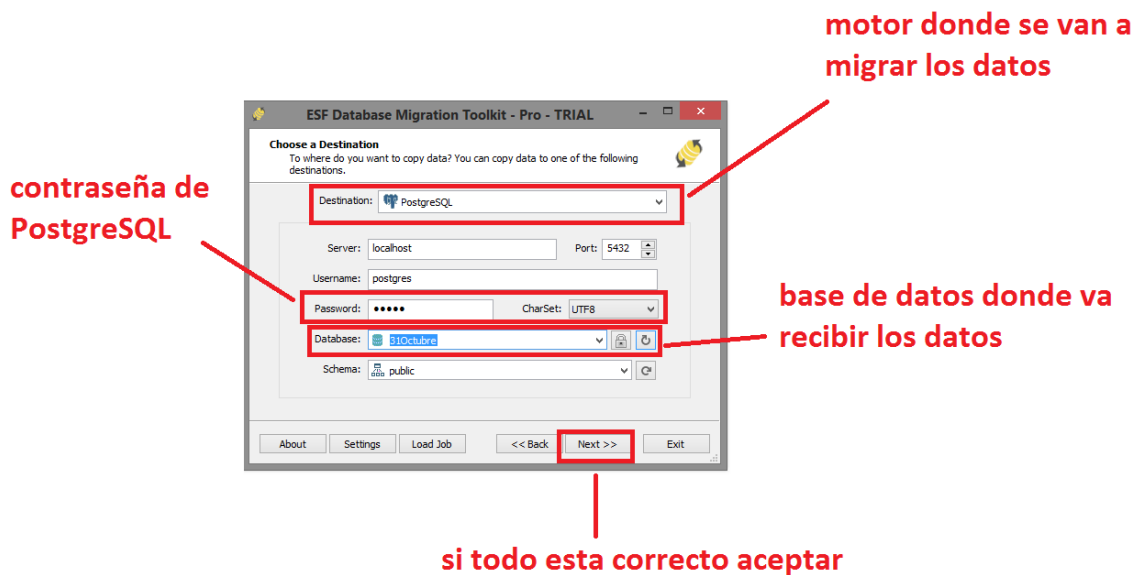 motor donde se van a
migrar los datos
ESF Database Migration Toolkit - Pro - TRIAL
Choose a Destination
To where do you want to copy data? You can copy data to one of the following
destinations.
contraseña de
PostgreSQL
Destination: PostgreSQL
Server: localhost Port: 5432
Username: postgres
Password: ••••• CharSet: UTF8
base de datos donde va
recibir los datos
Database: 31Octubre
Schema: public
About Settings Load Job << Back Next >> Exit
si todo esta correcto aceptar